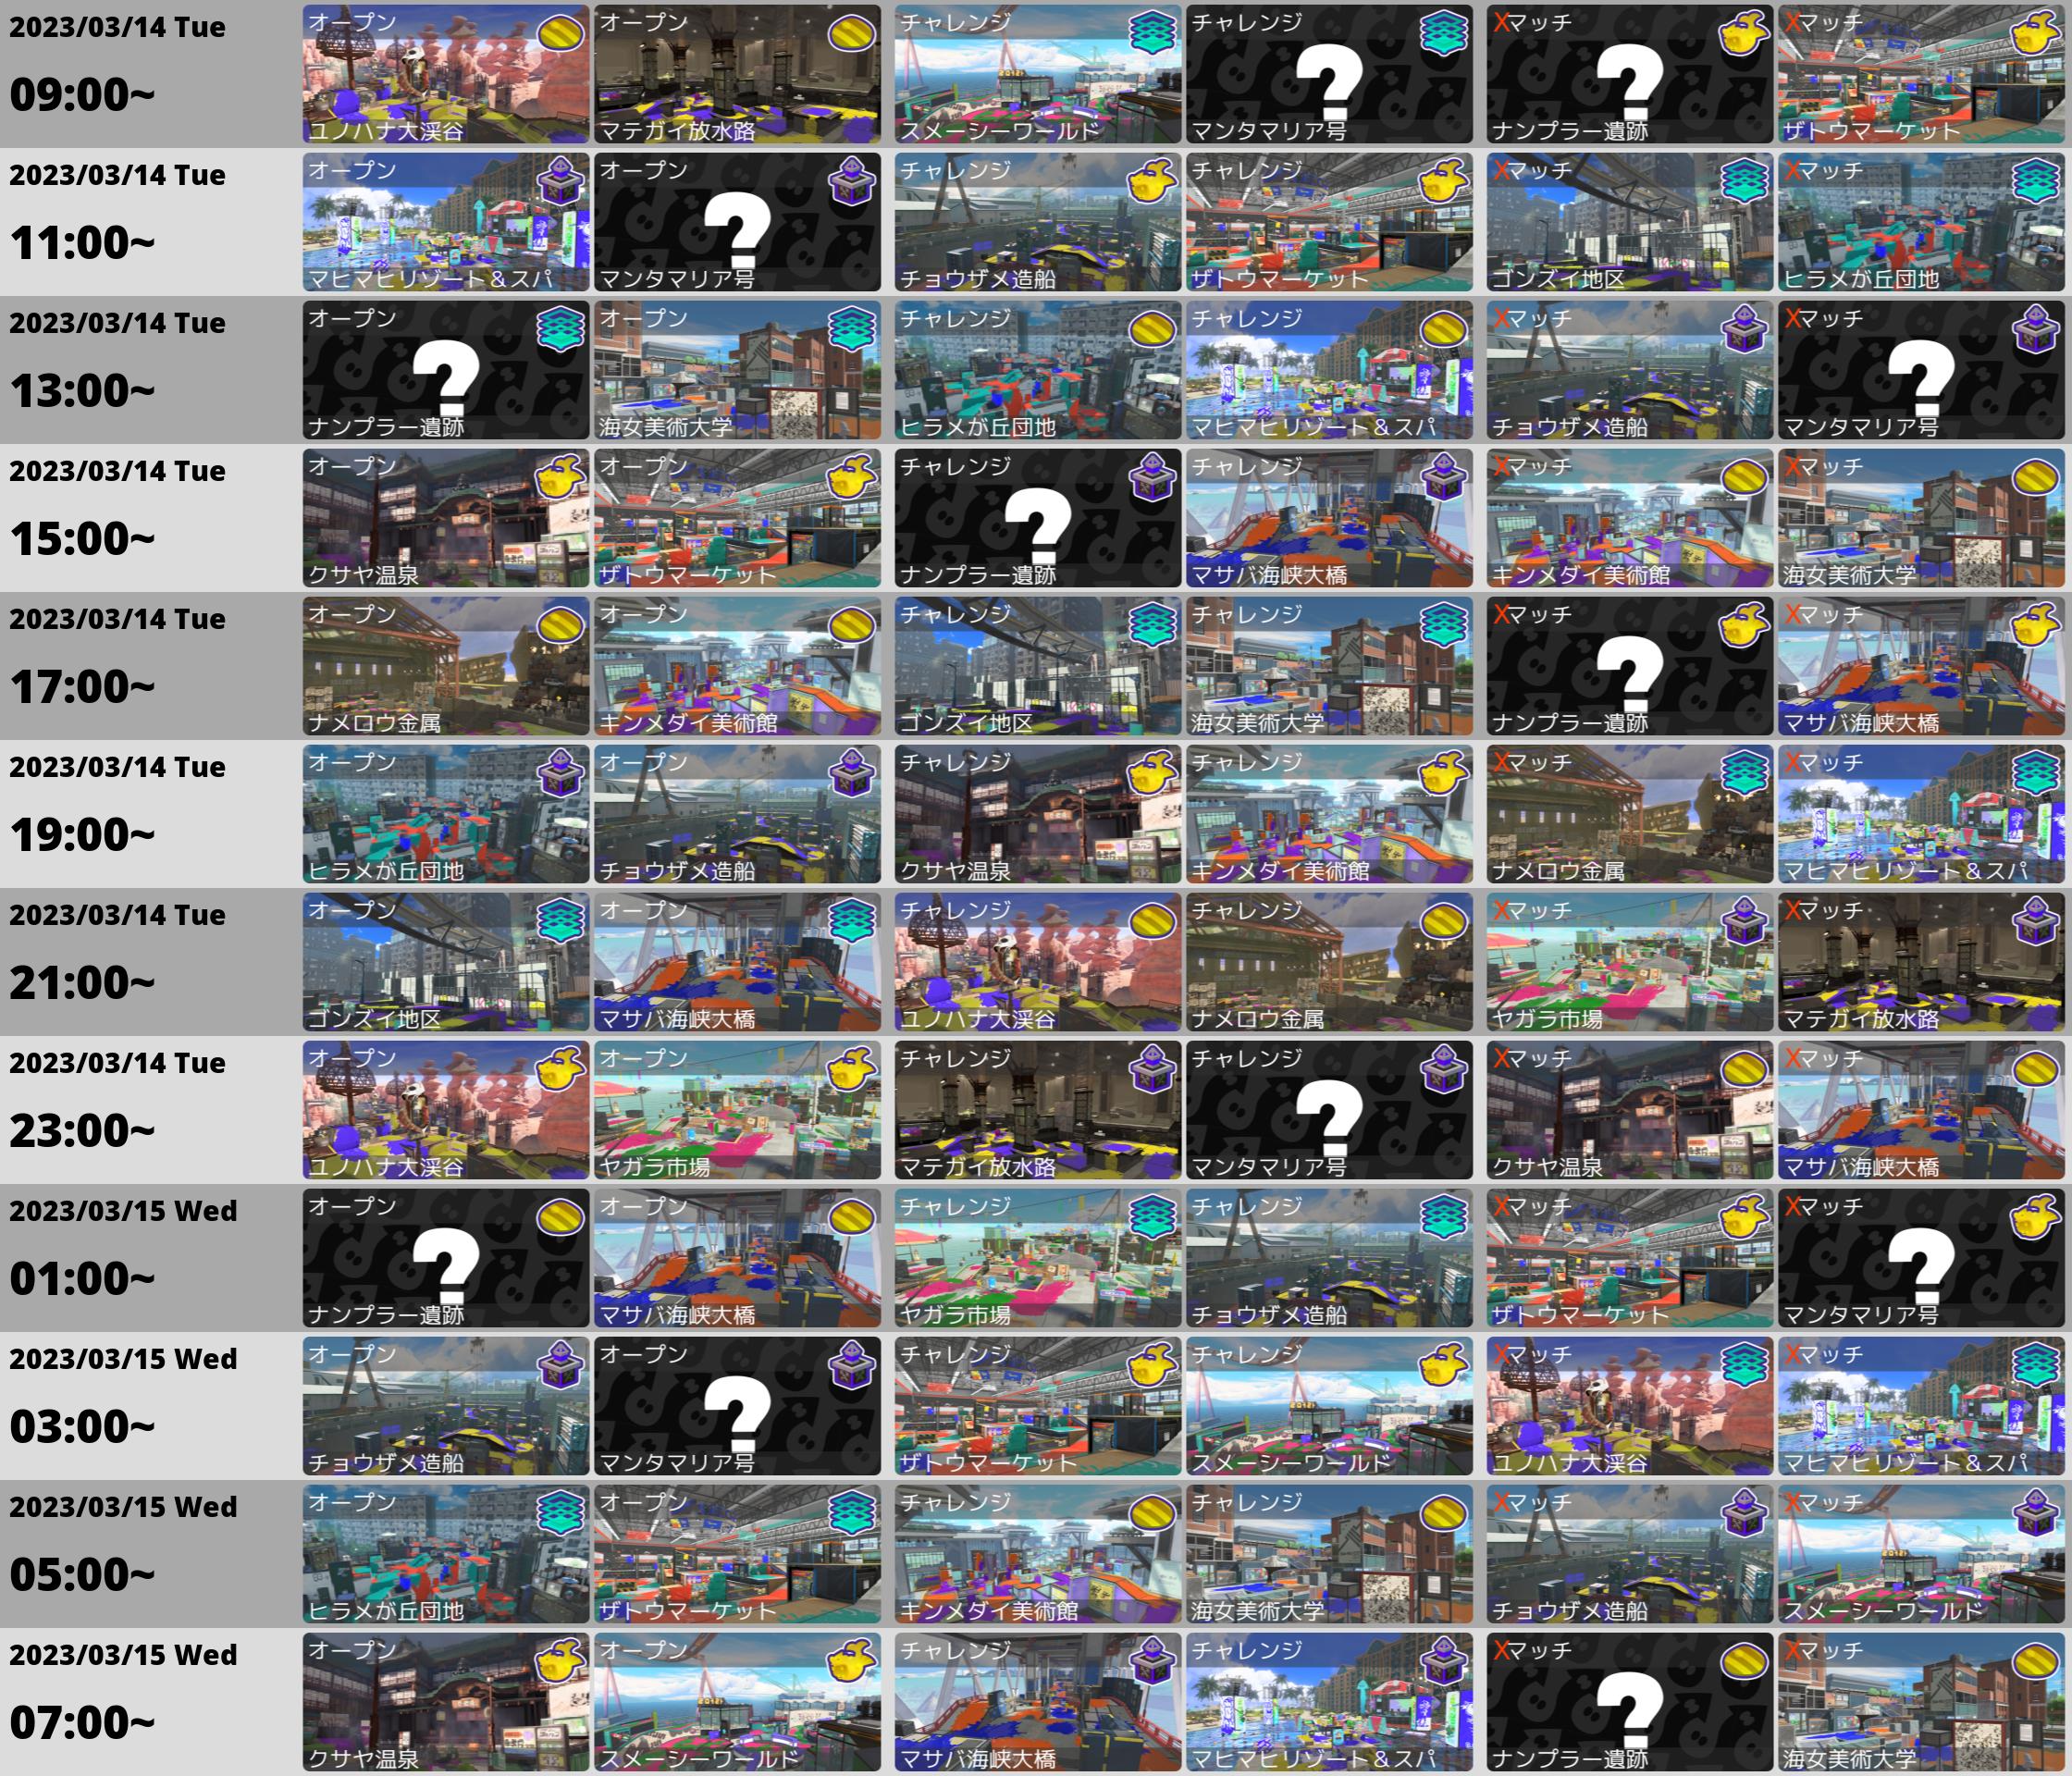 2023/03/14 Tue
09:00~
オープン
ユノハナ大渓谷
オープン
マテガイ放水路
チャレンジ
スメーシーワールド
チャレンジ
マンタマリア号
Xマッチ
ナンプラー遺跡
Xマッチ
ザトウマーケット
2023/03/14 Tue
11:00~
オープン
マヒマヒリゾート&スパ
オープン
マンタマリア号
チャレンジ
チョウザメ造船
チャレンジ
ザトウマーケット
Xマッチ
ゴンズイ地区
Xマッチ
ヒラメが丘団地
2023/03/14 Tue
13:00~
オープン
ナンプラー遺跡
オープン
海女美術大学
チャレンジ
ヒラメが丘団地
チャレンジ
マヒマヒリゾート&スパ
Xマッチ
チョウザメ造船
Xマッチ
マンタマリア号
2023/03/14 Tue
15:00~
オープン
クサヤ温泉
オープン
ザトウマーケット
チャレンジ
ナンプラー遺跡
チャレンジ
マサバ海峡大橋
Xマッチ
キンメダイ美術館
Xマッチ
海女美術大学
2023/03/14 Tue
17:00~
オープン
ナメロウ金属
オープン
キンメダイ美術館
チャレンジ
ゴンズイ地区
チャレンジ
海女美術大学
Xマッチ
ナンプラー遺跡
Xマッチ
マサバ海峡大橋
2023/03/14 Tue
19:00~
オープン
ヒラメが丘団地
オープン
チョウザメ造船
チャレンジ
クサヤ温泉
チャレンジ
キンメダイ美術館
Xマッチ
ナメロウ金属
Xマッチ
マヒマヒリゾート&スパ
2023/03/14 Tue
21:00~
オープン
ゴンズイ地区
オープン
マサバ海峡大橋
チャレンジ
ユノハナ大渓谷
チャレンジ
ナメロウ金属
Xマッチ
ヤガラ市場
Xマッチ
マテガイ放水路
2023/03/14 Tue
23:00~
オープン
ユノハナ大渓谷
オープン
ヤガラ市場
チャレンジ
マテガイ放水路
チャレンジ
マンタマリア号
Xマッチ
クサヤ温泉
Xマッチ
マサバ海峡大橋
2023/03/15 Wed
01:00~
オープン
ナンプラー遺跡
オープン
マサバ海峡大橋
チャレンジ
ヤガラ市場
チャレンジ
チョウザメ造船
Xマッチ
ザトウマーケット
Xマッチ
マンタマリア号
2023/03/15 Wed
03:00~
オープン
チョウザメ造船
オープン
マンタマリア号
チャレンジ
ザトウマーケット
チャレンジ
スメーシーワールド
Xマッチ
ユノハナ大渓谷
Xマッチ
マヒマヒリゾート&スパ
2023/03/15 Wed
05:00~
オープン
ヒラメが丘団地
オープン
ザトウマーケット
チャレンジ
キンメダイ美術館
チャレンジ
海女美術大学
Xマッチ
チョウザメ造船
Xマッチ
スメーシーワールド
2023/03/15 Wed
07:00~
オープン
クサヤ温泉
オープン
スメーシーワールド
チャレンジ
マサバ海峡大橋
チャレンジ
マヒマヒリゾート&スパ
Xマッチ
ナンプラー遺跡
Xマッチ
海女美術大学